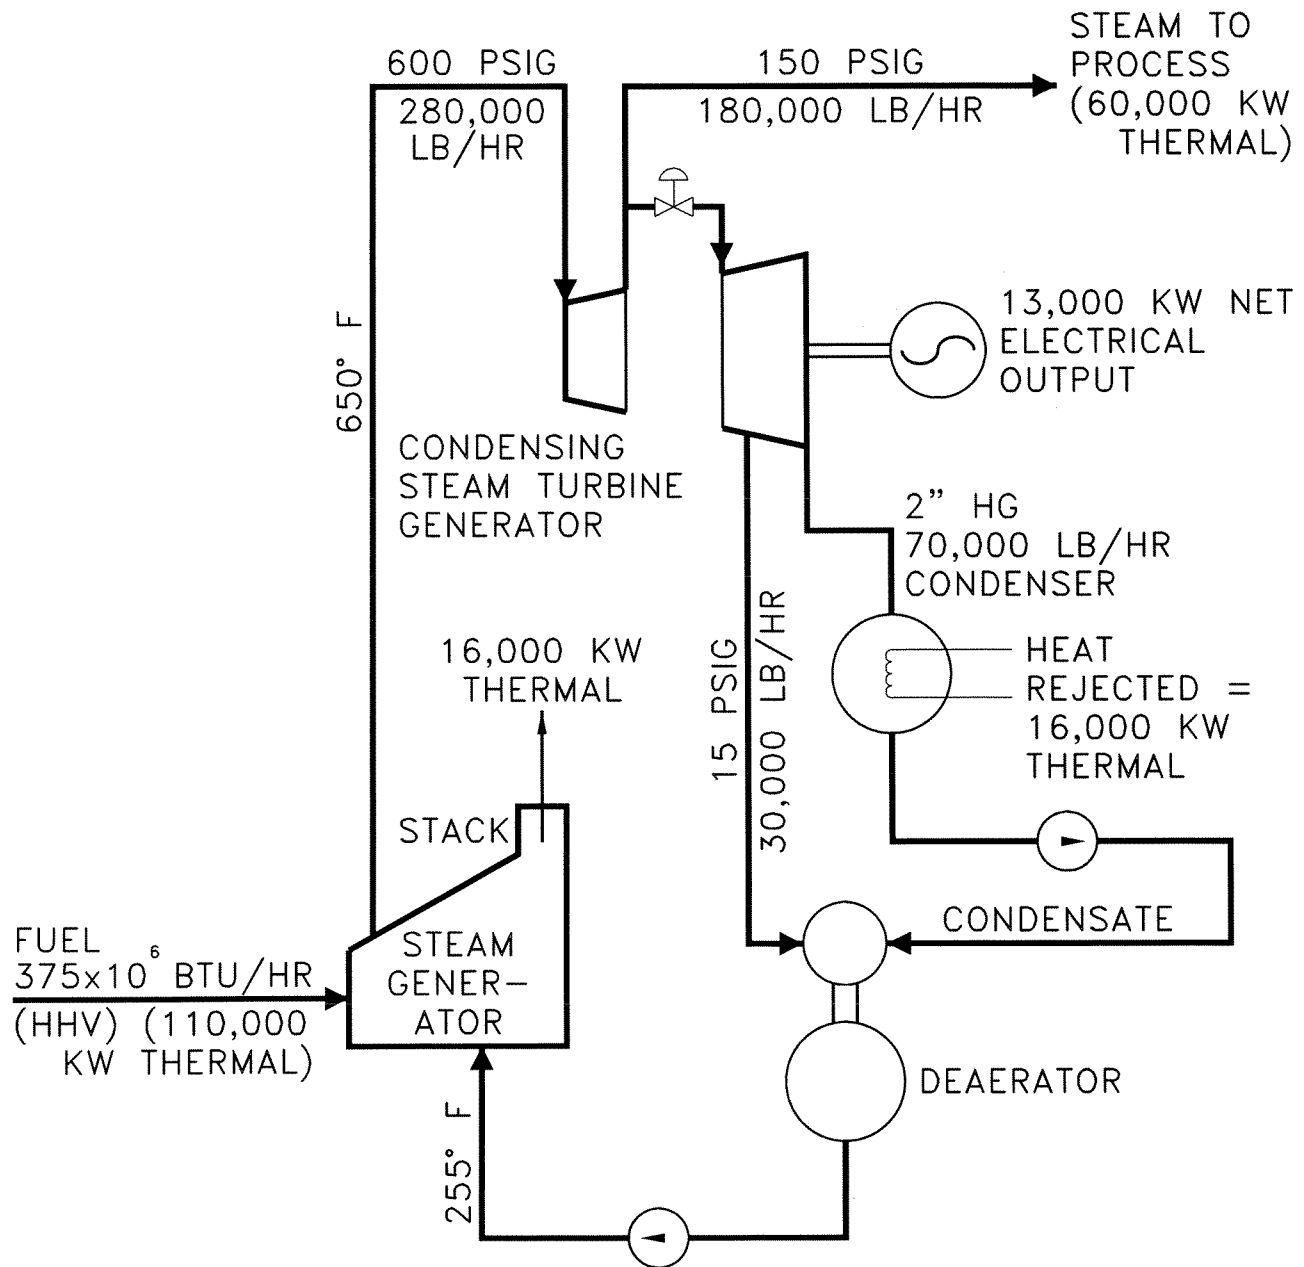 600 PSIG
280,000
LB/HR
150 PSIG
180,000 LB/HR
STEAM TO
PROCESS
(60,000 KW
THERMAL)
650° F
13,000 KW NET
ELECTRICAL
OUTPUT
CONDENSING
STEAM TURBINE
GENERATOR
2” HG
70,000 LB/HR
CONDENSER
15 PSIG
30,000 LB/HR
HEAT
REJECTED =
16,000 KW
THERMAL
16,000 KW
THERMAL
STACK
FUEL
375x10⁶ BTU/HR
(HHV) (110,000
KW THERMAL)
STEAM
GENER-
ATOR
CONDENSATE
DEAERATOR
255° F